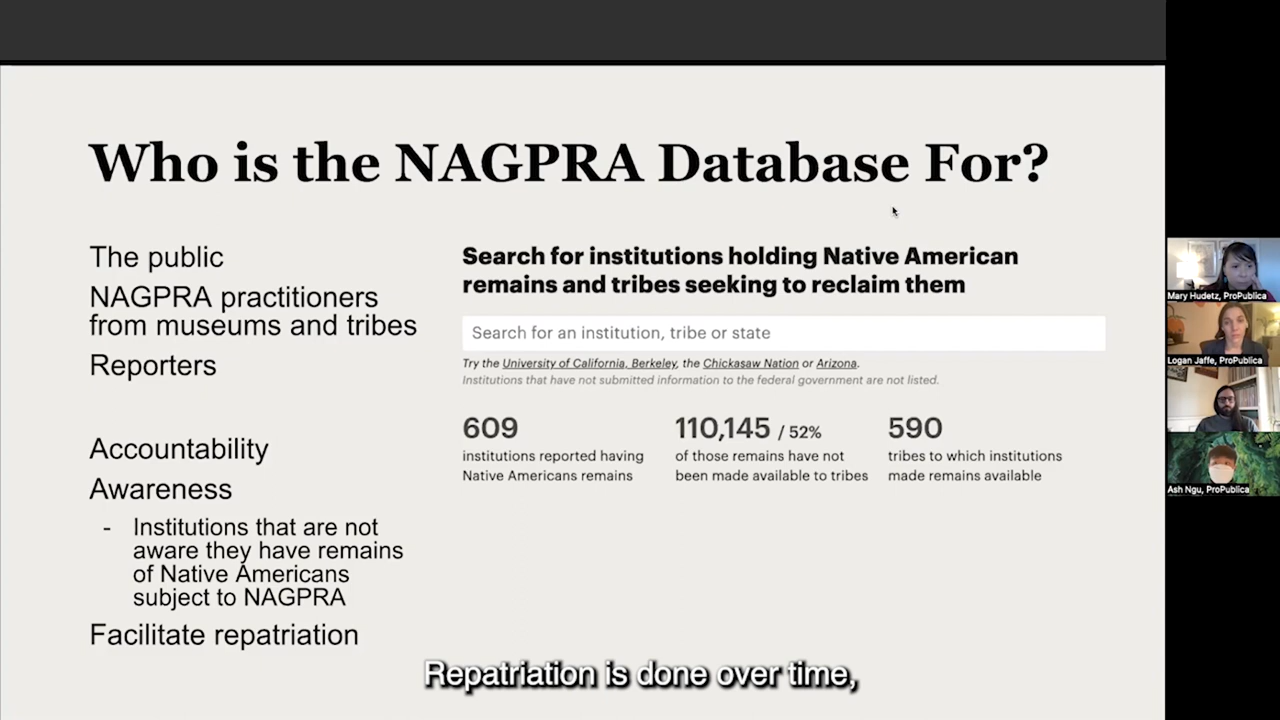 Who is the NAGPRA Database For?
The public
NAGPRA practitioners
from museums and tribes
Reporters
Accountability
Awareness
- Institutions that are not
aware they have remains
of Native Americans
subject to NAGPRA
Facilitate repatriation
Search for institutions holding Native American
remains and tribes seeking to reclaim them
Search for an institution, tribe or state
Try the University of California, Berkeley, the Chickasaw Nation or Arizona.
Institutions that have not submitted information to the federal government are not listed.
609
institutions reported having
Native Americans remains
110,145 / 52%
of those remains have not
been made available to tribes
590
tribes to which institutions
made remains available
Repatriation is done over time,
Mary Hudetz, ProPublica
Logan Jaffe, ProPublica
Ash Ngu, ProPublica